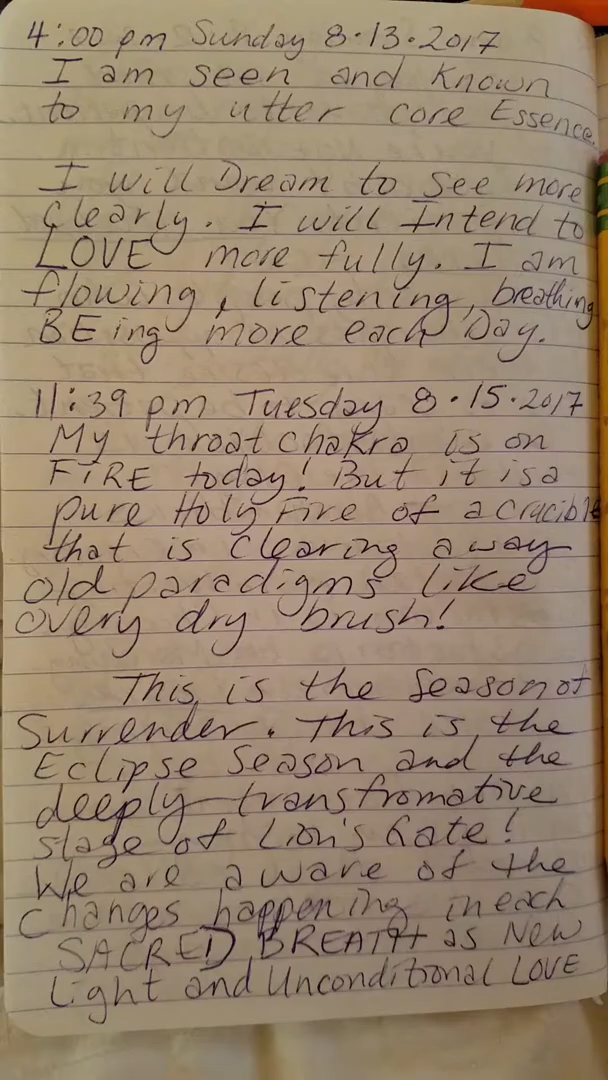 4:00 pm Sunday 8.13.2017
I am seen and Known
to my utter core Essence.
I will Dream to see more
Clearly. I will Intend to
LOVE more fully. I am
flowing, listening, breathing
BEing more each Day.
11:39 pm Tuesday 8.15.2017
My throat chakra is on
FIRE today! But it is a
pure Holy Fire of a Crucible
that is Clearing away
old paradigms like
overy dry brush!
This is the Season of
Surrender. This is the
Eclipse Season and the
deeply transfromative
stage of Lion's Gate!
We are aware of the
Changes happening in each
SACRED BREATH as New
Light and Unconditional LOVE